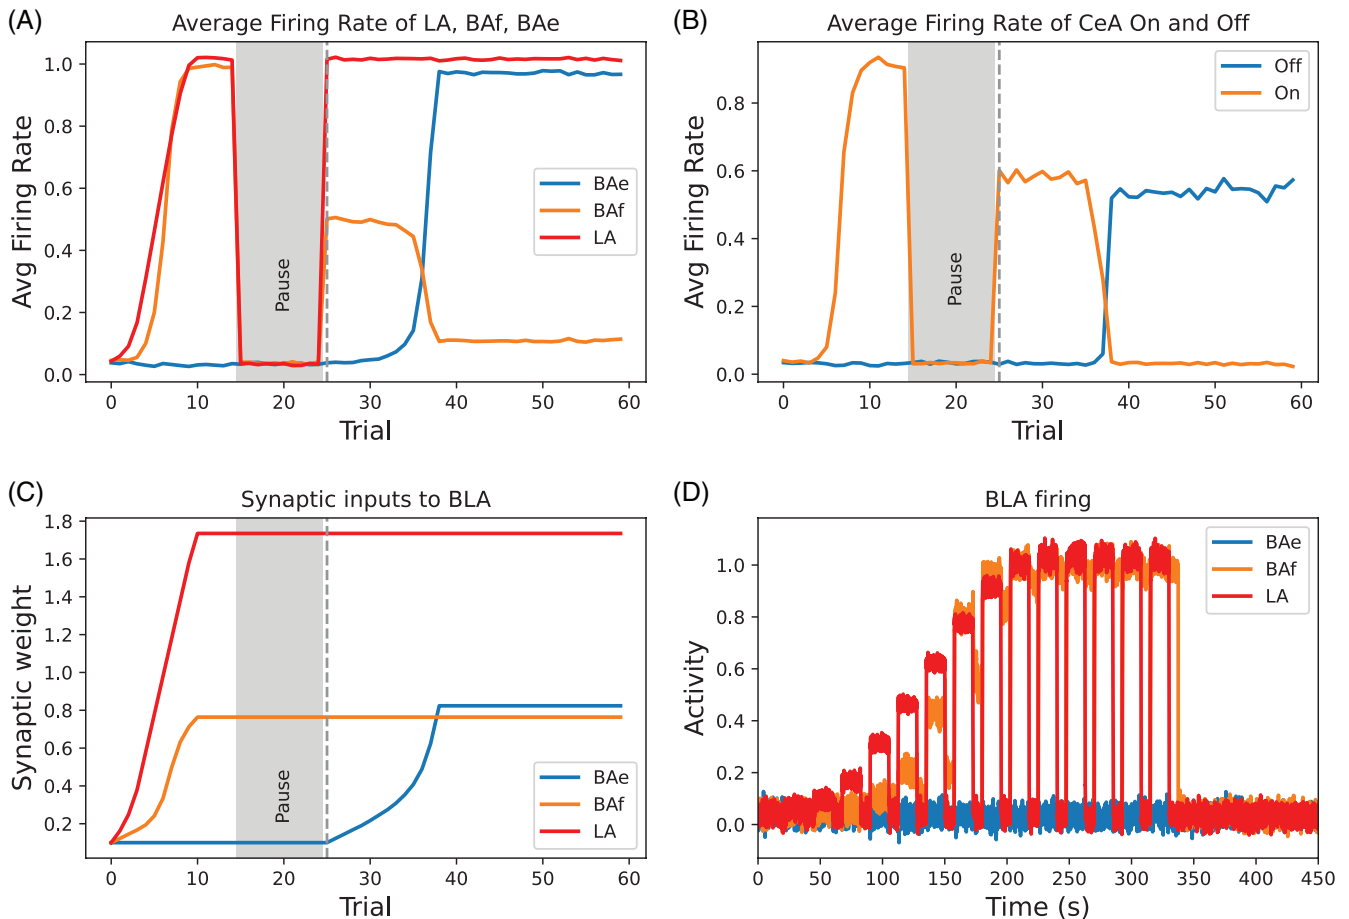 (A)
Average Firing Rate of LA, BAf, BAe
Avg Firing Rate
1.0
0.8
0.6
0.4
0.2
0.0
Pause
BAe
BAf
LA
0 10 20 30 40 50 60
Trial
(B)
Average Firing Rate of CeA On and Off
Avg Firing Rate
0.8
0.6
0.4
0.2
0.0
Pause
Off
On
0 10 20 30 40 50 60
Trial
(C)
Synaptic inputs to BLA
Synaptic weight
1.8
1.6
1.4
1.2
1.0
0.8
0.6
0.4
0.2
Pause
BAe
BAf
LA
0 10 20 30 40 50 60
Trial
(D)
BLA firing
Activity
1.0
0.8
0.6
0.4
0.2
0.0
BAe
BAf
LA
0 50 100 150 200 250 300 350 400 450
Time (s)